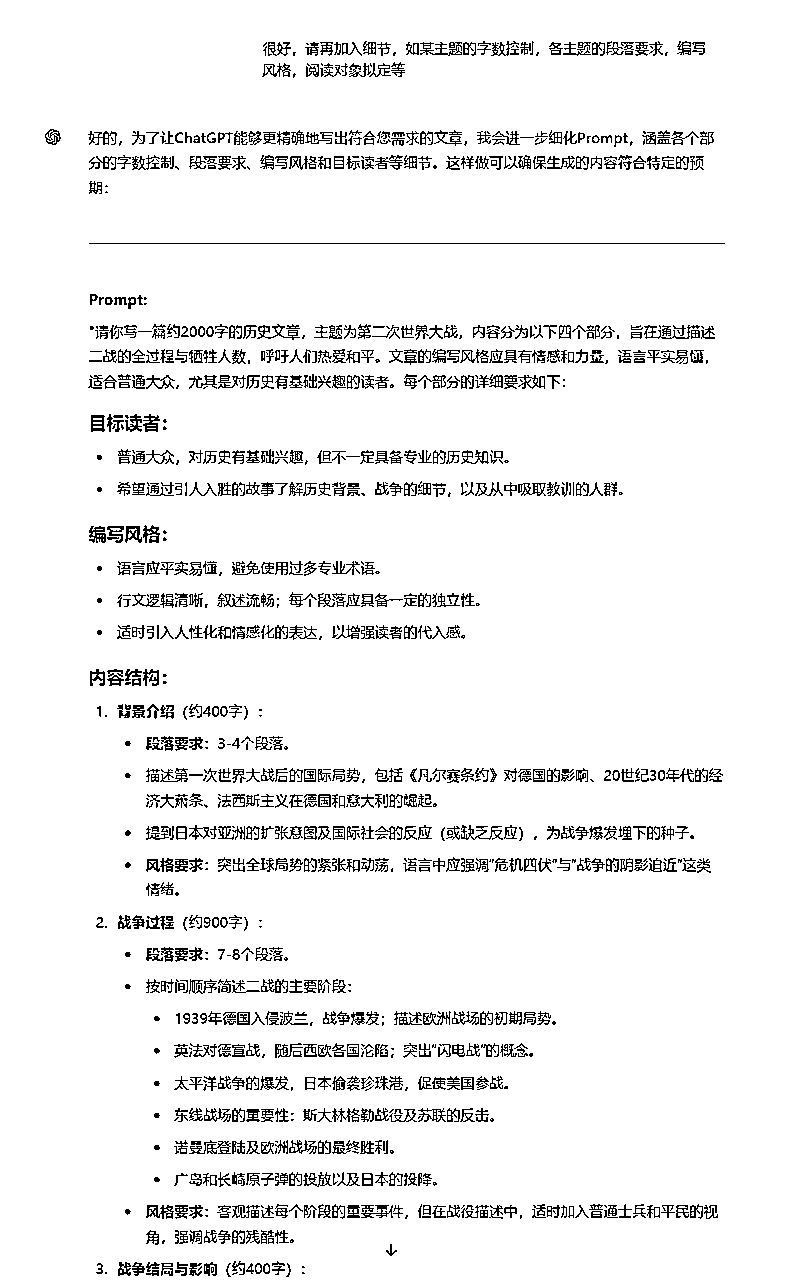 很好，请再加入细节，如某主题的字数控制，各主题的段落要求，编写
风格，阅读对象拟定等
好的，为了让ChatGPT能够更精确地写出符合您需求的文章，我会进一步细化Prompt，涵盖各个部
分的字数控制、段落要求、编写风格和目标读者等细节。这样做可以确保生成的内容符合特定的预
期：
Prompt:
"请你写一篇约2000字的历史文章，主题为第二次世界大战，内容分为以下四个部分，旨在通过描述
二战的全过程与牺牲人数，呼吁人们热爱和平。文章的编写风格应具有情感和力量，语言平实易懂，
适合普通大众，尤其是对历史有基础兴趣的读者。每个部分的详细要求如下：
目标读者：
• 普通大众，对历史有基础兴趣，但不一定具备专业的历史知识。
• 希望通过引人入胜的故事了解历史背景、战争的细节，以及从中吸取教训的人群。
编写风格：
• 语言应平实易懂，避免使用过多专业术语。
• 行文逻辑清晰，叙述流畅；每个段落应具备一定的独立性。
• 适时引入人性化和情感化的表达，以增强读者的代入感。
内容结构：
1. 背景介绍（约400字）：
• 段落要求：3-4个段落。
• 描述第一次世界大战后的国际局势，包括《凡尔赛条约》对德国的影响、20世纪30年代的经
济大萧条、法西斯主义在德国和意大利的崛起。
• 提到日本对亚洲的扩张意图及国际社会的反应（或缺乏反应），为战争爆发埋下的种子。
• 风格要求：突出全球局势的紧张和动荡，语言中应强调"危机四伏"与"战争的阴影迫近"这类
情绪。
2. 战争过程（约900字）：
• 段落要求：7-8个段落。
• 按时间顺序简述二战的主要阶段：
• 1939年德国入侵波兰，战争爆发；描述欧洲战场的初期局势。
• 英法对德宣战，随后西欧各国沦陷；突出"闪电战"的概念。
• 太平洋战争的爆发，日本偷袭珍珠港，促使美国参战。
• 东线战场的重要性：斯大林格勒战役及苏联的反击。
• 诺曼底登陆及欧洲战场的最终胜利。
• 广岛和长崎原子弹的投放以及日本的投降。
• 风格要求：客观描述每个阶段的重要事件，但在战役描述中，适时加入普通士兵和平民的视
角，强调战争的残酷性。
3. 战争结局与影响（约400字）：